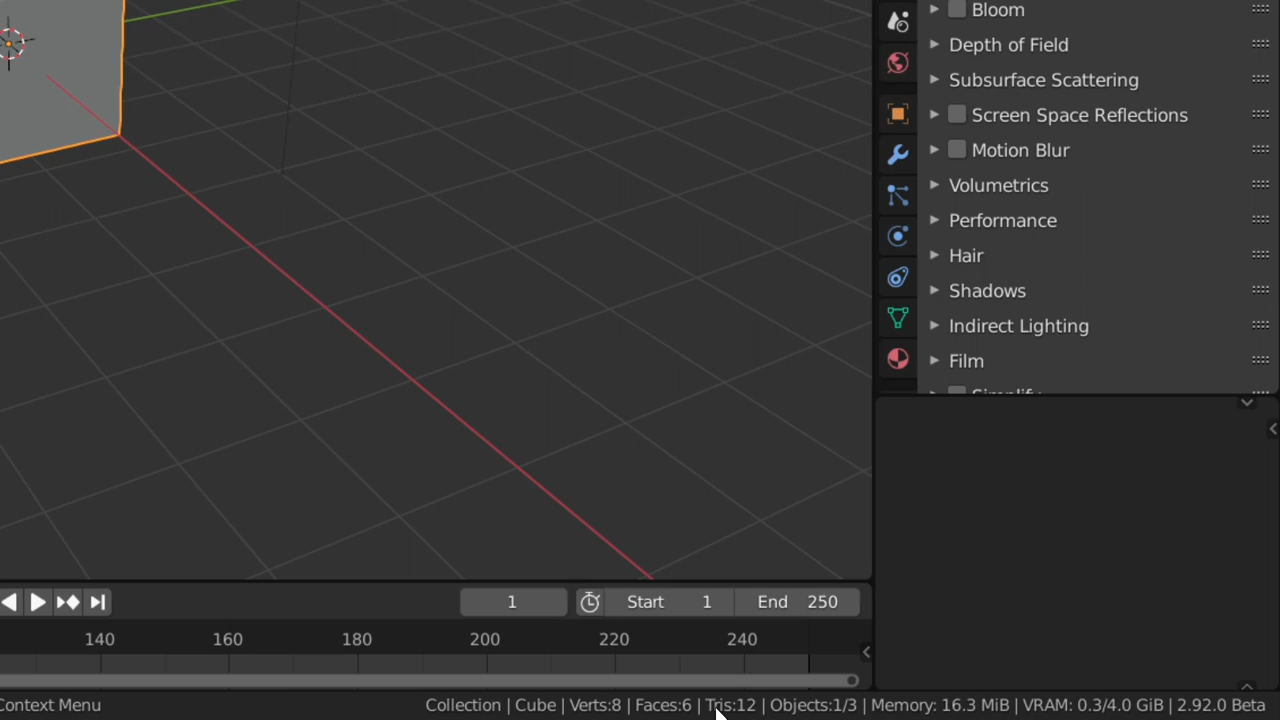 Bloom
Depth of Field
Subsurface Scattering
Screen Space Reflections
Motion Blur
Volumetrics
Performance
Hair
Shadows
Indirect Lighting
Film
Simplify
1
Start 1
End 250
140 160 180 200 220 240
Context Menu
Collection | Cube | Verts:8 | Faces:6 | Tris:12 | Objects:1/3 | Memory: 16.3 MiB | VRAM: 0.3/4.0 GiB | 2.92.0 Beta